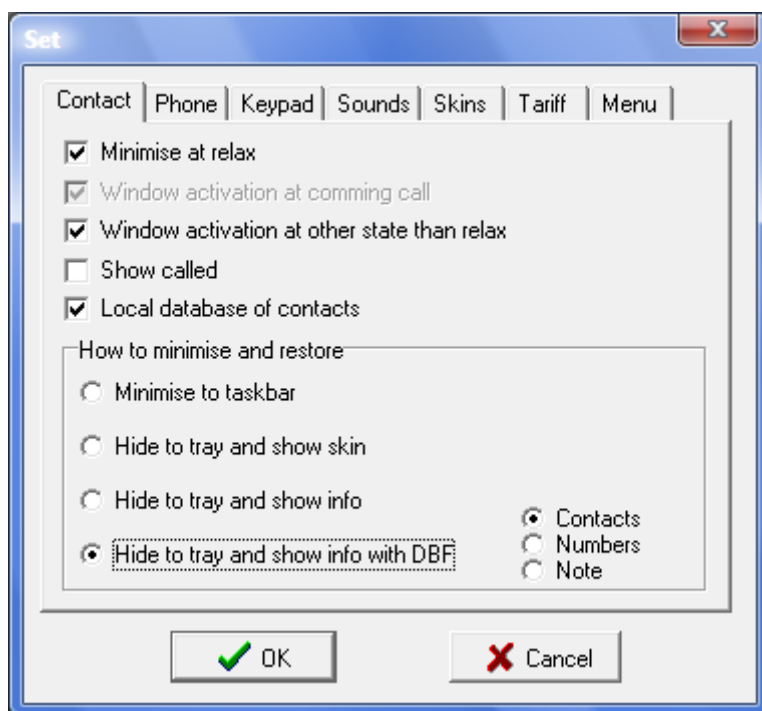 Set
Contact Phone Keypad Sounds Skins Tariff Menu
Minimise at relax
Window activation at comming call
Window activation at other state than relax
Show called
Local database of contacts
How to minimise and restore
Minimise to taskbar
Hide to tray and show skin
Hide to tray and show info
Hide to tray and show info with DBF
Contacts
Numbers
Note
OK Cancel